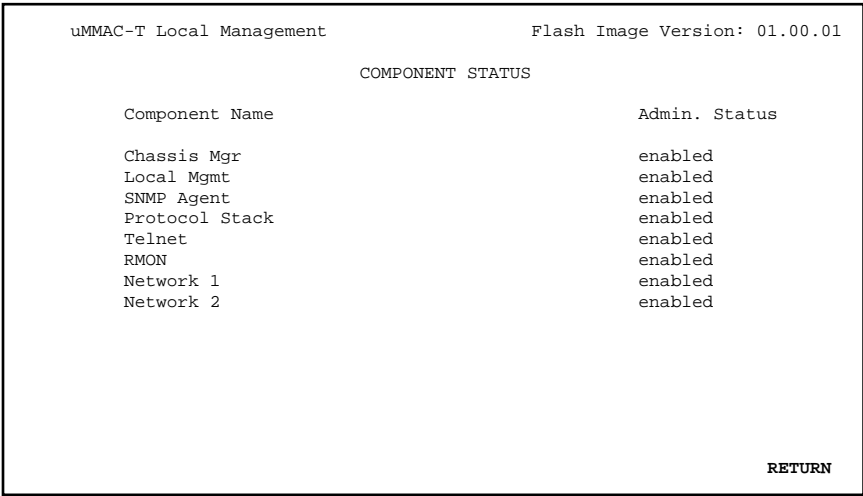 uMMAC-T Local Management Flash Image Version: 01.00.01
COMPONENT STATUS
Component Name Admin. Status
Chassis Mgr enabled
Local Mgmt enabled
SNMP Agent enabled
Protocol Stack enabled
Telnet enabled
RMON enabled
Network 1 enabled
Network 2 enabled
RETURN